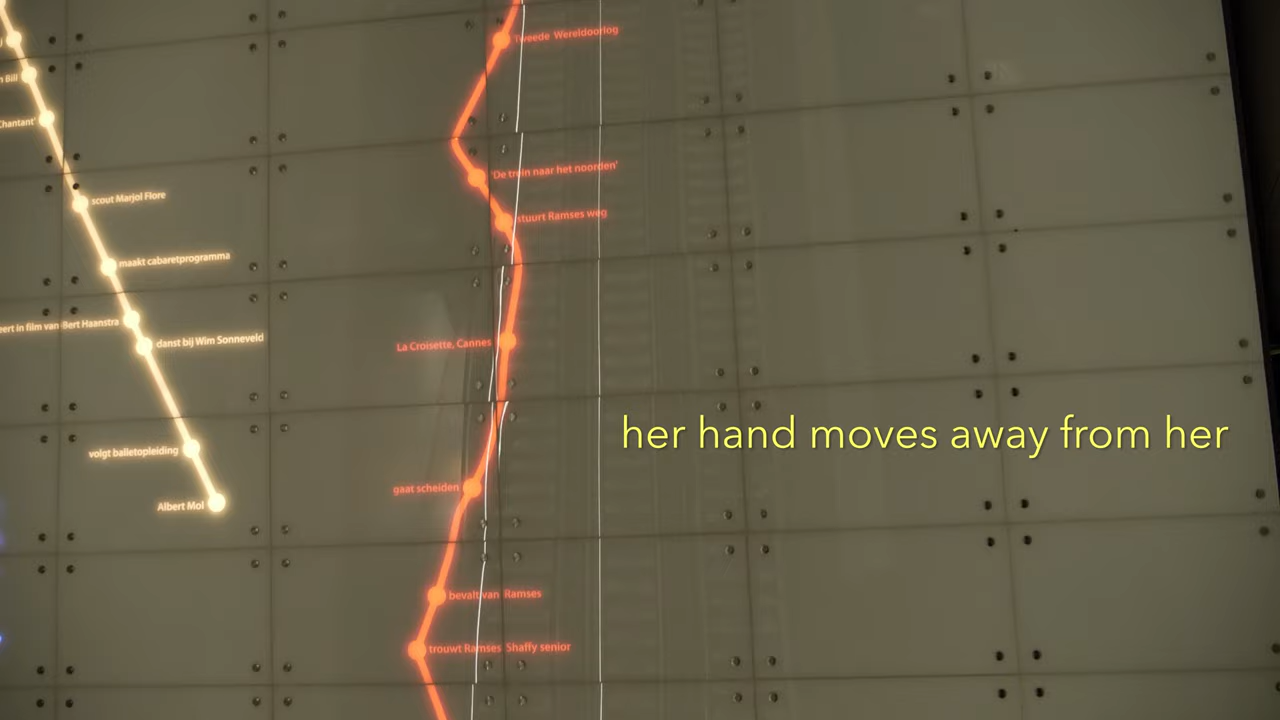 n Bill
Chantant'
scout Marjol Flore
maakt cabaretprogramma
eert in film van Bert Haanstra
danst bij Wim Sonneveld
volgt balletopleiding
Albert Mol
Tweede Wereldoorlog
'De trein naar het noorden'
stuurt Ramses weg
La Croisette, Cannes
gaat scheiden
bevalt van Ramses
trouwt Ramses Shaffy senior
her hand moves away from her